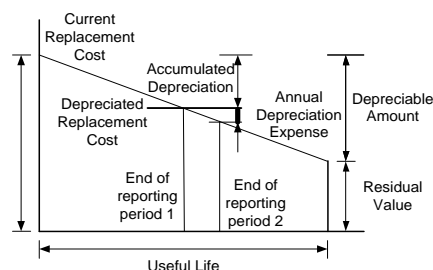 Current
Replacement
Cost
Accumulated
Depreciation
Depreciated
Replacement
Cost
Annual
Depreciation
Expense
Depreciable
Amount
End of
reporting
period 1
End of
reporting
period 2
Residual
Value
Useful Life